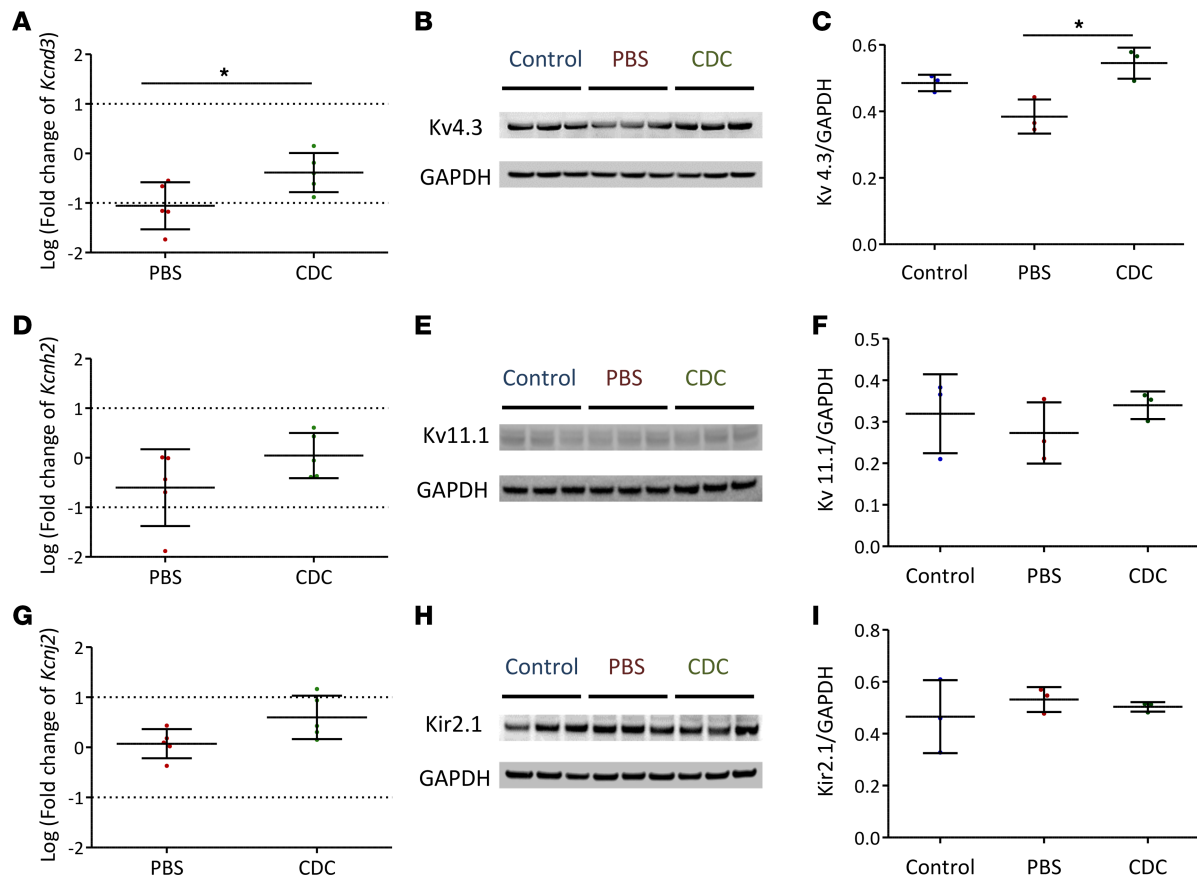 A
Log (Fold change of Kcnd3)
2
1
0
-1
-2
*
PBS CDC
B
Control PBS CDC
Kv4.3
GAPDH
C
Kv 4.3/GAPDH
0.6
0.4
0.2
0.0
*
Control PBS CDC
D
Log (Fold change of Kcnh2)
2
1
0
-1
-2
PBS CDC
E
Control PBS CDC
Kv11.1
GAPDH
F
Kv 11.1/GAPDH
0.5
0.4
0.3
0.2
0.1
0.0
Control PBS CDC
G
Log (Fold change of Kcnj2)
2
1
0
-1
-2
PBS CDC
H
Control PBS CDC
Kir2.1
GAPDH
I
Kir2.1/GAPDH
0.8
0.6
0.4
0.2
0.0
Control PBS CDC